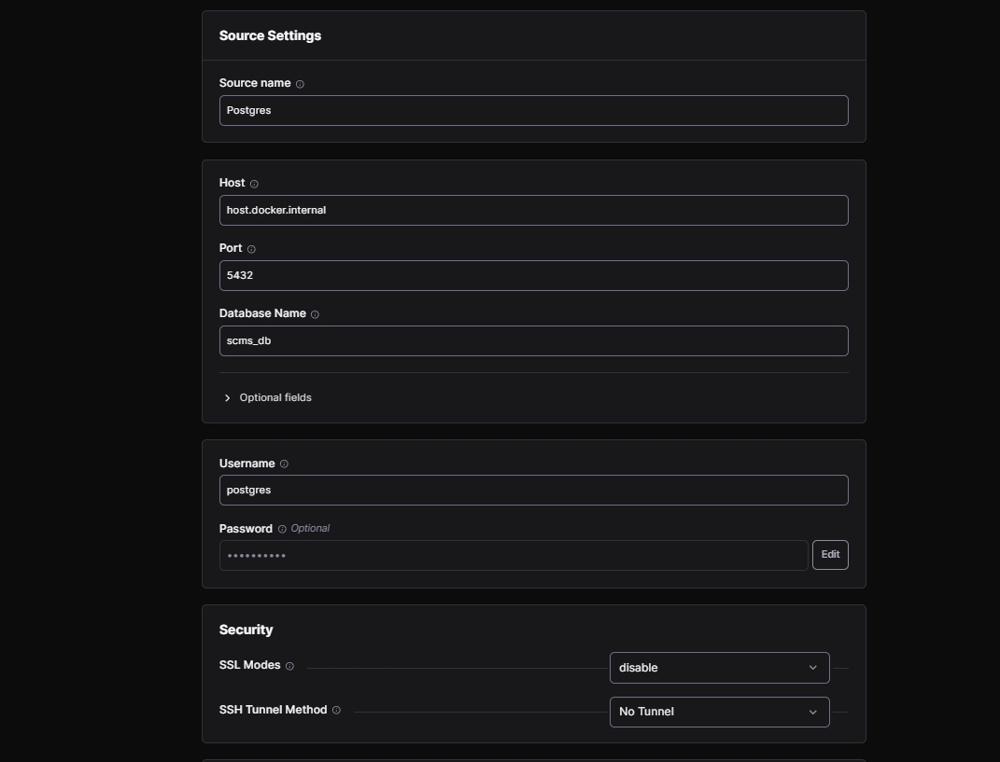 Source Settings
Source name
Postgres
Host
host.docker.internal
Port
5432
Database Name
scms_db
Optional fields
Username
postgres
Password Optional
••••••••••
Edit
Security
SSL Modes
disable
SSH Tunnel Method
No Tunnel